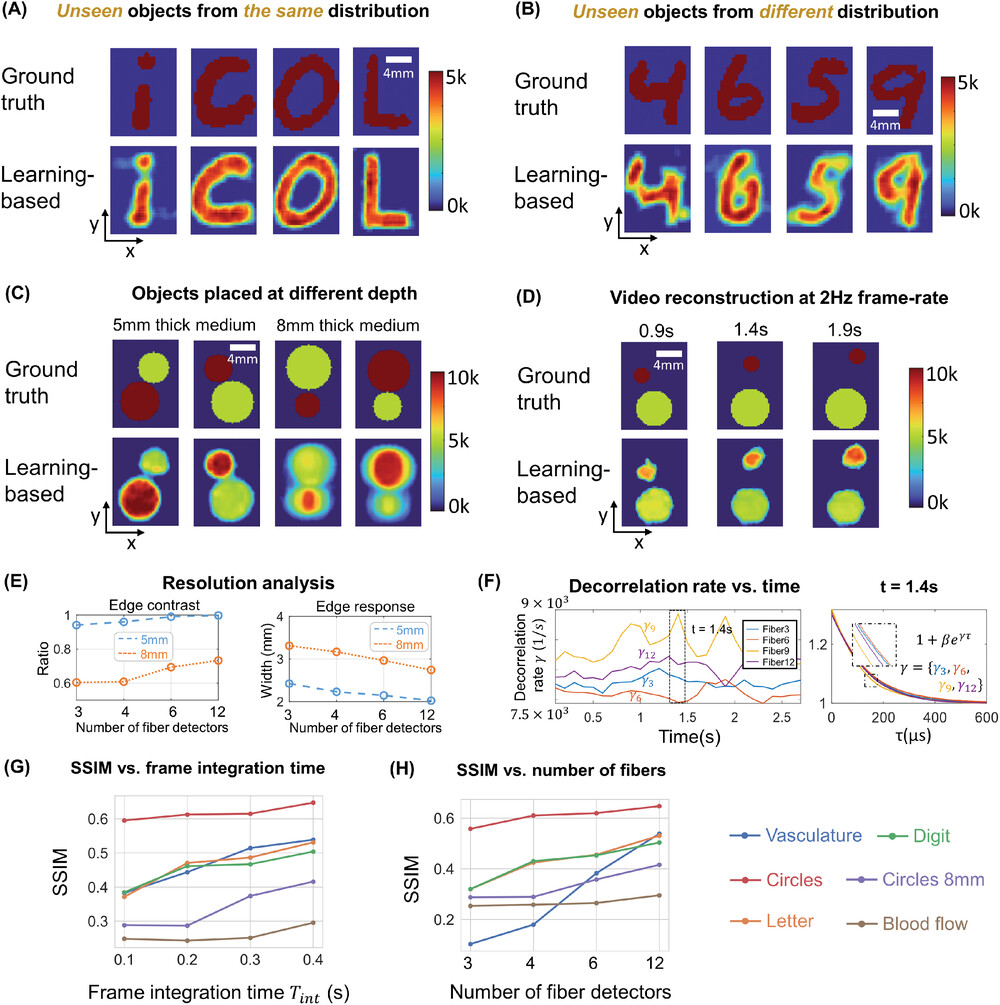 (A) Unseen objects from the same distribution
Ground truth
4mm
5k
0k
Learning-based
y
x
(B) Unseen objects from different distribution
Ground truth
4mm
5k
0k
Learning-based
y
x
(C) Objects placed at different depth
5mm thick medium 8mm thick medium
Ground truth
4mm
10k
5k
0k
Learning-based
y
x
(D) Video reconstruction at 2Hz frame-rate
0.9s 1.4s 1.9s
Ground truth
4mm
10k
5k
0k
Learning-based
y
x
(E) Resolution analysis
Edge contrast
Ratio
1
0.8
0.6
5mm
8mm
3 4 6 12
Number of fiber detectors
Edge response
Width (mm)
4
3
2
5mm
8mm
3 4 6 12
Number of fiber detectors
(F) Decorrelation rate vs. time
9 × 10³
Decorrelation
rate γ (1/s)
7.5 × 10³
γ9
γ12
γ3
γ6
t = 1.4s
Fiber3
Fiber6
Fiber9
Fiber12
0.5 1.5 2.5
Time(s)
t = 1.4s
1.2
1
1 + βe^γτ
γ = {γ3, γ6,
γ9, γ12}
0 200 400 600
τ(μs)
(G) SSIM vs. frame integration time
SSIM
0.6
0.5
0.4
0.3
0.1 0.2 0.3 0.4
Frame integration time T_int (s)
(H) SSIM vs. number of fibers
SSIM
0.6
0.4
0.2
3 4 6 12
Number of fiber detectors
Vasculature Digit
Circles Circles 8mm
Letter Blood flow